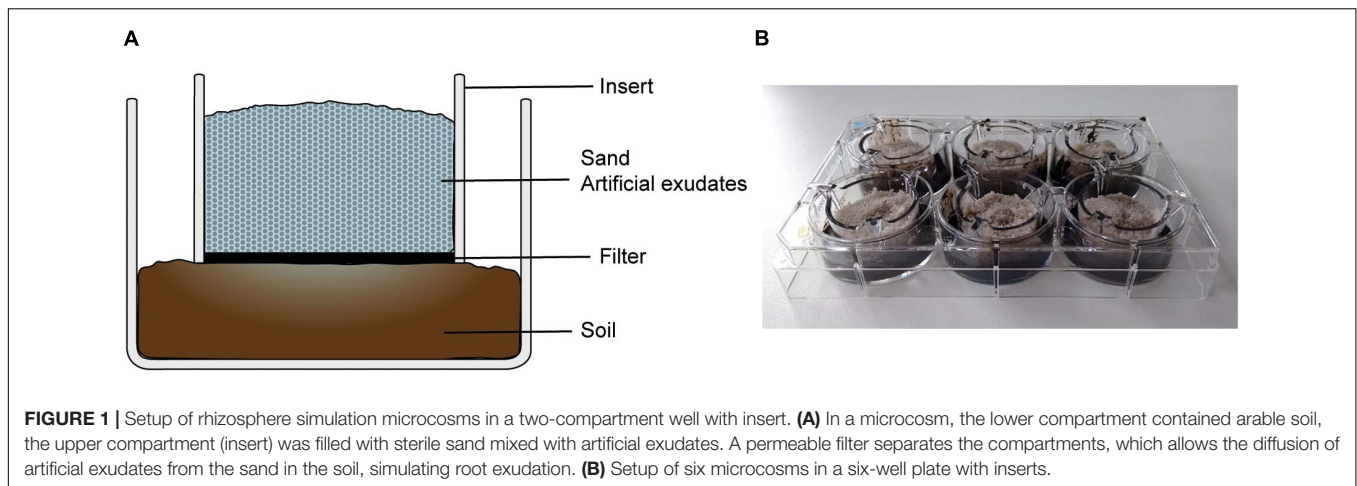 A
B
Insert
Sand
Artificial exudates
Filter
Soil
FIGURE 1 | Setup of rhizosphere simulation microcosms in a two-compartment well with insert. (A) In a microcosm, the lower compartment contained arable soil,
the upper compartment (insert) was filled with sterile sand mixed with artificial exudates. A permeable filter separates the compartments, which allows the diffusion of
artificial exudates from the sand in the soil, simulating root exudation. (B) Setup of six microcosms in a six-well plate with inserts.